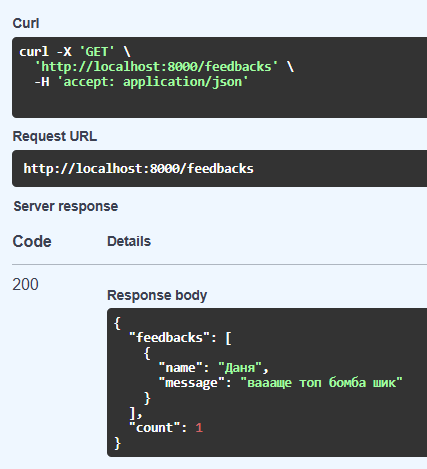 Curl
curl -X 'GET' \
  'http://localhost:8000/feedbacks' \
  -H 'accept: application/json'
Request URL
http://localhost:8000/feedbacks
Server response
Code Details
200
Response body
{
  "feedbacks": [
    {
      "name": "Даня",
      "message": "ваааще топ бомба шик"
    }
  ],
  "count": 1
}